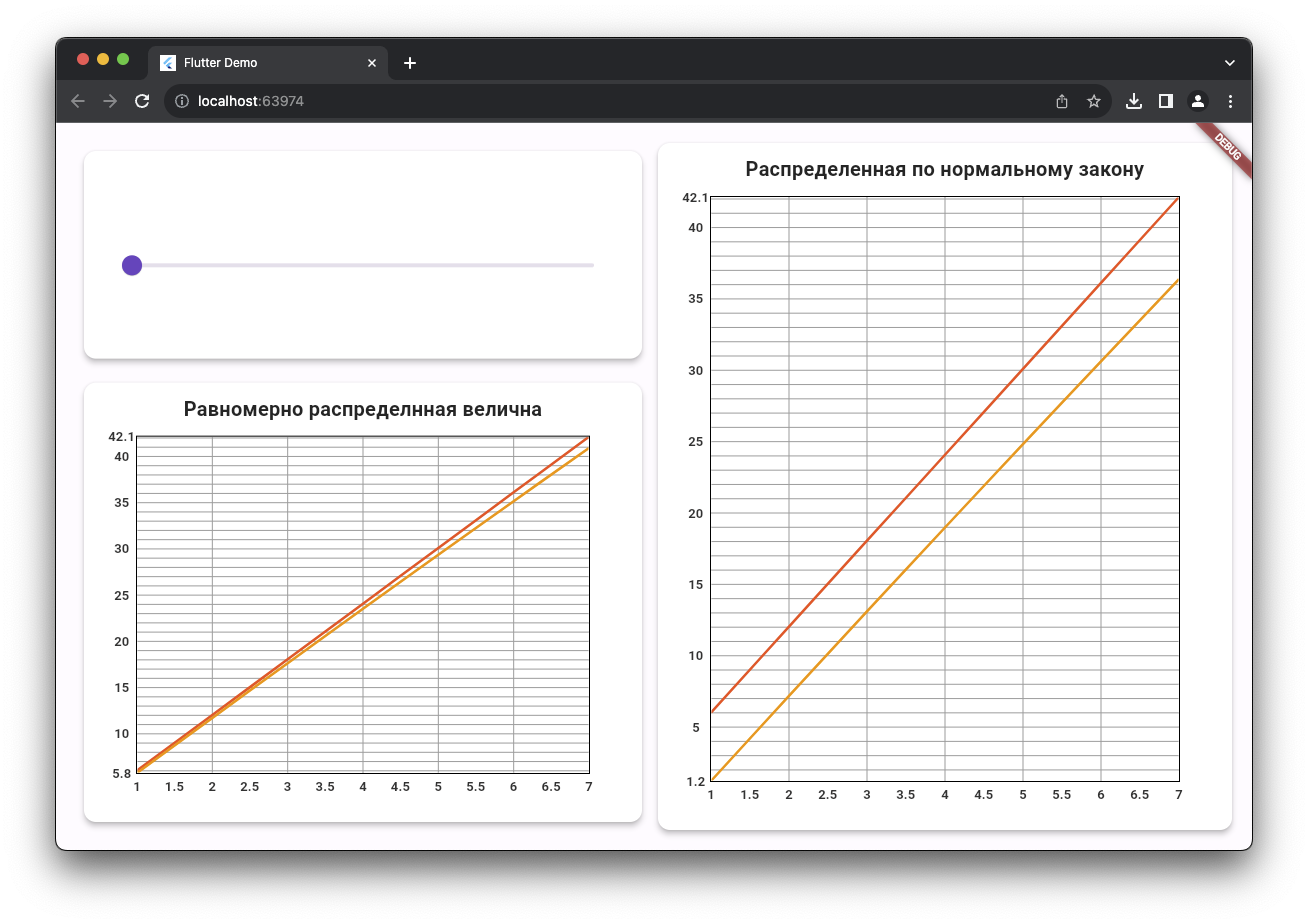 Flutter Demo
localhost:63974
DEBUG
Равномерно распределнная велична
42.1
40
35
30
25
20
15
10
5.8
1 1.5 2 2.5 3 3.5 4 4.5 5 5.5 6 6.5 7
Распределенная по нормальному закону
42.1
40
35
30
25
20
15
10
5
1.2
1 1.5 2 2.5 3 3.5 4 4.5 5 5.5 6 6.5 7